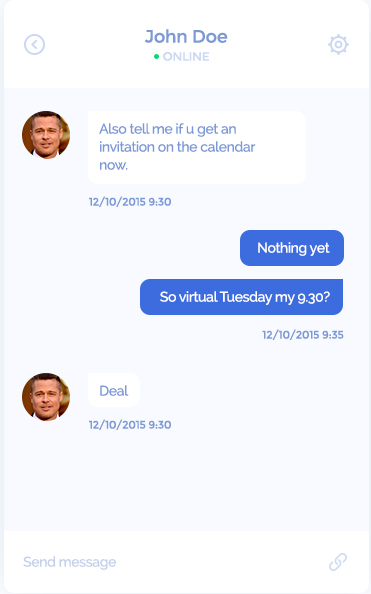 John Doe
ONLINE
Also tell me if u get an
invitation on the calendar
now.
12/10/2015 9:30
Nothing yet
So virtual Tuesday my 9.30?
12/10/2015 9:35
Deal
12/10/2015 9:30
Send message